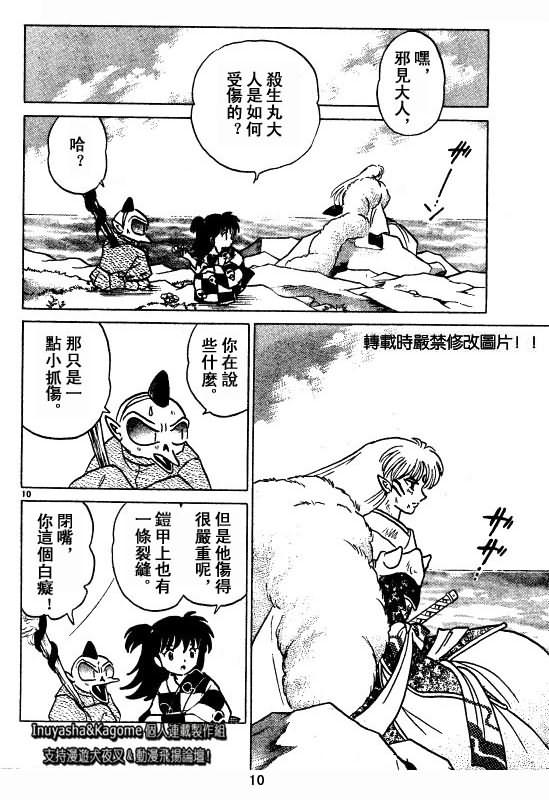 嘿，
邪見大人，
殺生丸大
人是如何
受傷的？
哈？
轉載時嚴禁修改圖片！！
你在說
些什麼。
那只是一
點小抓傷。
10
但是他傷得
很嚴重呢，
鎧甲上也有
一條裂縫。
閉嘴，
你這個白癡！
Inuyasha&Kagome 個人連載製作組
支持漫遊犬夜叉&動漫飛揚論壇！
10